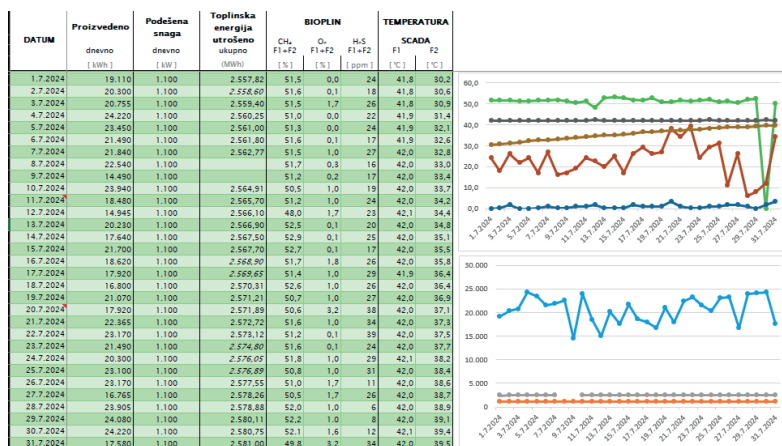 DATUM Proizvedeno Podešena snaga Toplinska energija utrošeno BIOPLIN TEMPERATURA SCADA
dnevno dnevno ukupno CH₄ F1+F2 O₂ F1+F2 H₂S F1+F2 F1 F2
[ kWh ] [ kW ] (MWh) [ % ] [ % ] [ ppm ] [ °C ] [ °C ]
1.7.2024 19.110 1.100 2.557,82 51,5 0,0 24 41,8 30,2
2.7.2024 20.300 1.100 2.558,60 51,6 0,1 18 41,8 30,6
3.7.2024 20.755 1.100 2.559,40 51,5 1,7 26 41,8 30,9
4.7.2024 24.220 1.100 2.560,25 51,0 0,0 22 41,9 31,4
5.7.2024 23.450 1.100 2.561,00 51,3 0,0 24 41,9 32,1
6.7.2024 21.490 1.100 2.561,80 51,6 0,1 17 41,9 32,6
7.7.2024 21.840 1.100 2.562,77 51,5 1,0 27 42,0 32,8
8.7.2024 22.540 1.100 51,7 0,3 16 42,0 33,0
9.7.2024 14.490 1.100 51,2 0,2 17 42,0 33,4
10.7.2024 23.940 1.100 2.564,91 50,5 1,0 19 42,0 33,7
11.7.2024 18.480 1.100 2.565,70 51,2 1,0 24 42,0 34,2
12.7.2024 14.945 1.100 2.566,10 48,0 1,7 23 42,1 34,4
13.7.2024 20.230 1.100 2.566,90 52,5 0,1 20 42,0 34,8
14.7.2024 17.640 1.100 2.567,50 52,9 0,1 25 42,0 35,1
15.7.2024 21.700 1.100 2.567,70 52,7 0,1 17 42,0 35,5
16.7.2024 18.620 1.100 2.568,90 51,7 1,8 26 42,0 35,8
17.7.2024 17.920 1.100 2.569,65 51,4 1,0 29 41,9 36,4
18.7.2024 16.800 1.100 2.570,31 52,6 1,0 26 42,0 36,4
19.7.2024 21.070 1.100 2.571,21 50,7 1,0 27 42,0 36,9
20.7.2024 17.920 1.100 2.571,89 50,6 3,2 38 42,0 37,1
21.7.2024 22.365 1.100 2.572,72 51,6 1,0 34 42,0 37,3
22.7.2024 23.170 1.100 2.573,12 51,2 0,1 39 42,0 37,5
23.7.2024 21.490 1.100 2.574,80 51,6 0,1 24 42,0 37,7
24.7.2024 20.300 1.100 2.576,05 51,8 1,0 29 42,1 38,2
25.7.2024 23.100 1.100 2.576,89 50,8 1,0 31 42,0 38,4
26.7.2024 23.170 1.100 2.577,55 51,0 1,7 11 42,0 38,6
27.7.2024 16.765 1.100 2.578,26 50,5 1,7 26 42,0 38,7
28.7.2024 23.905 1.100 2.578,88 52,0 1,0 6 42,0 38,9
29.7.2024 24.080 1.100 2.580,11 52,2 1,0 8 42,0 39,1
30.7.2024 24.220 1.100 2.580,75 52,1 1,6 12 42,1 39,4
31.7.2024 17.580 1.100 2.581,00 49,8 3,2 34 42,0 39,5
60,0
50,0
40,0
30,0
20,0
10,0
0,0
1.7.2024 3.7.2024 5.7.2024 7.7.2024 9.7.2024 11.7.2024 13.7.2024 15.7.2024 17.7.2024 19.7.2024 21.7.2024 23.7.2024 25.7.2024 27.7.2024 29.7.2024 31.7.2024
30.000
25.000
20.000
15.000
10.000
5.000
0
1.7.2024 3.7.2024 5.7.2024 7.7.2024 9.7.2024 11.7.2024 13.7.2024 15.7.2024 17.7.2024 19.7.2024 21.7.2024 23.7.2024 25.7.2024 27.7.2024 29.7.2024 31.7.2024